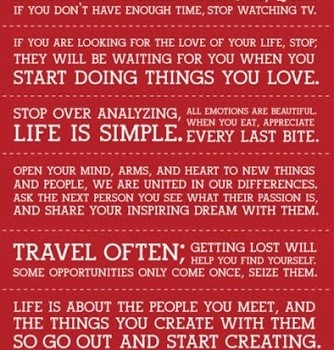 IF YOU DON'T HAVE ENOUGH TIME, STOP WATCHING TV.
IF YOU ARE LOOKING FOR THE LOVE OF YOUR LIFE, STOP;
THEY WILL BE WAITING FOR YOU WHEN YOU
START DOING THINGS YOU LOVE.
STOP OVER ANALYZING,
LIFE IS SIMPLE.
ALL EMOTIONS ARE BEAUTIFUL.
WHEN YOU EAT, APPRECIATE
EVERY LAST BITE.
OPEN YOUR MIND, ARMS, AND HEART TO NEW THINGS
AND PEOPLE, WE ARE UNITED IN OUR DIFFERENCES.
ASK THE NEXT PERSON YOU SEE WHAT THEIR PASSION IS,
AND SHARE YOUR INSPIRING DREAM WITH THEM.
TRAVEL OFTEN;
GETTING LOST WILL
HELP YOU FIND YOURSELF.
SOME OPPORTUNITIES ONLY COME ONCE, SEIZE THEM.
LIFE IS ABOUT THE PEOPLE YOU MEET, AND
THE THINGS YOU CREATE WITH THEM
SO GO OUT AND START CREATING.